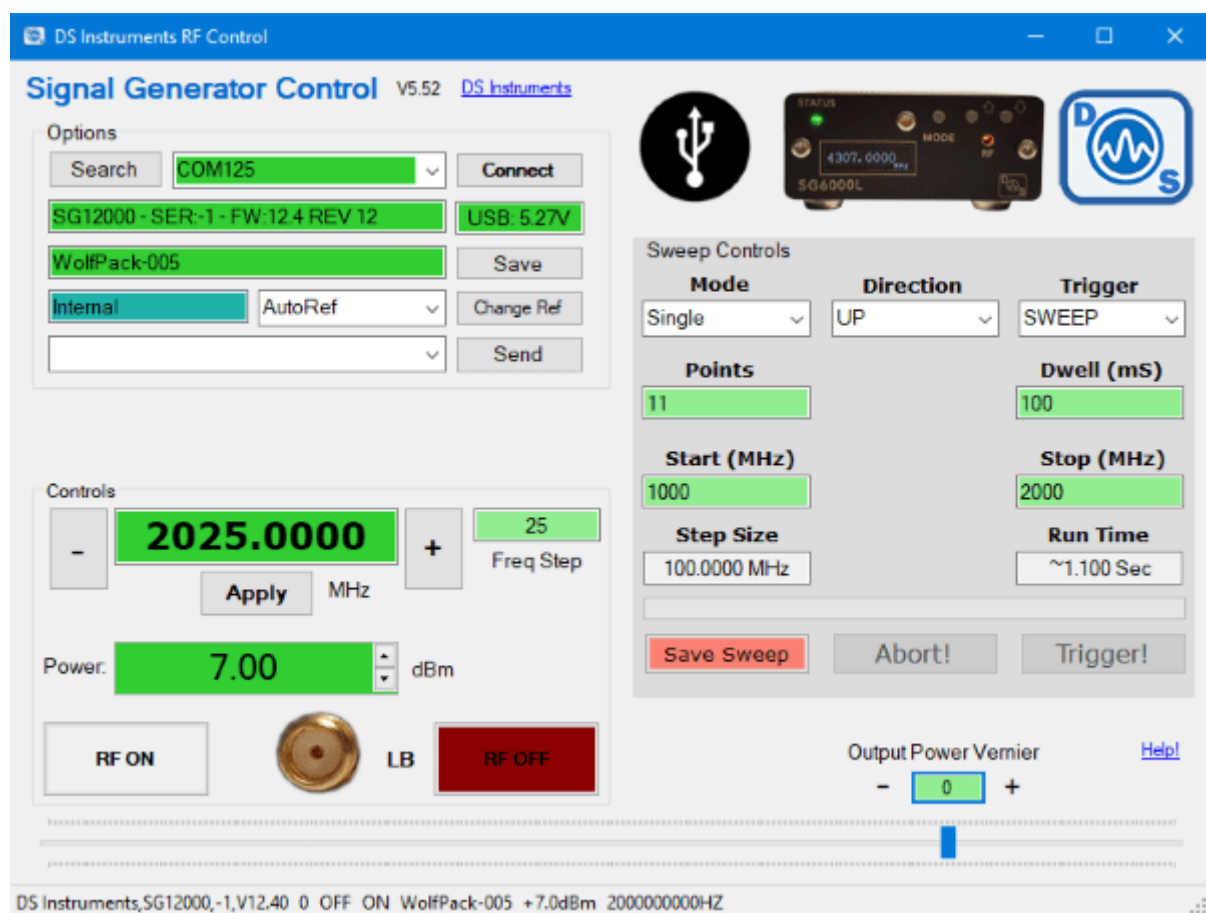 DS Instruments RF Control
Signal Generator Control V5.52 DS Instruments
Options
Search COM125 Connect
SG12000 - SER:-1 - FW:12.4 REV 12 USB: 5.27V
WolfPack-005 Save
Internal AutoRef Change Ref
Send
STATUS
MODE
RF
4307.0000
SG6000L
D S
Sweep Controls
Mode Direction Trigger
Single UP SWEEP
Points Dwell (mS)
11 100
Start (MHz) Stop (MHz)
1000 2000
Step Size Run Time
100.0000 MHz ~1.100 Sec
Save Sweep Abort! Trigger!
Controls
- 2025.0000 + 25
Freq Step
Apply MHz
Power: 7.00 dBm
RF ON LB RF OFF
Output Power Vernier Help!
- 0 +
DS Instruments,SG12000,-1,V12.40 0 OFF ON WolfPack-005 +7.0dBm 2000000000HZ